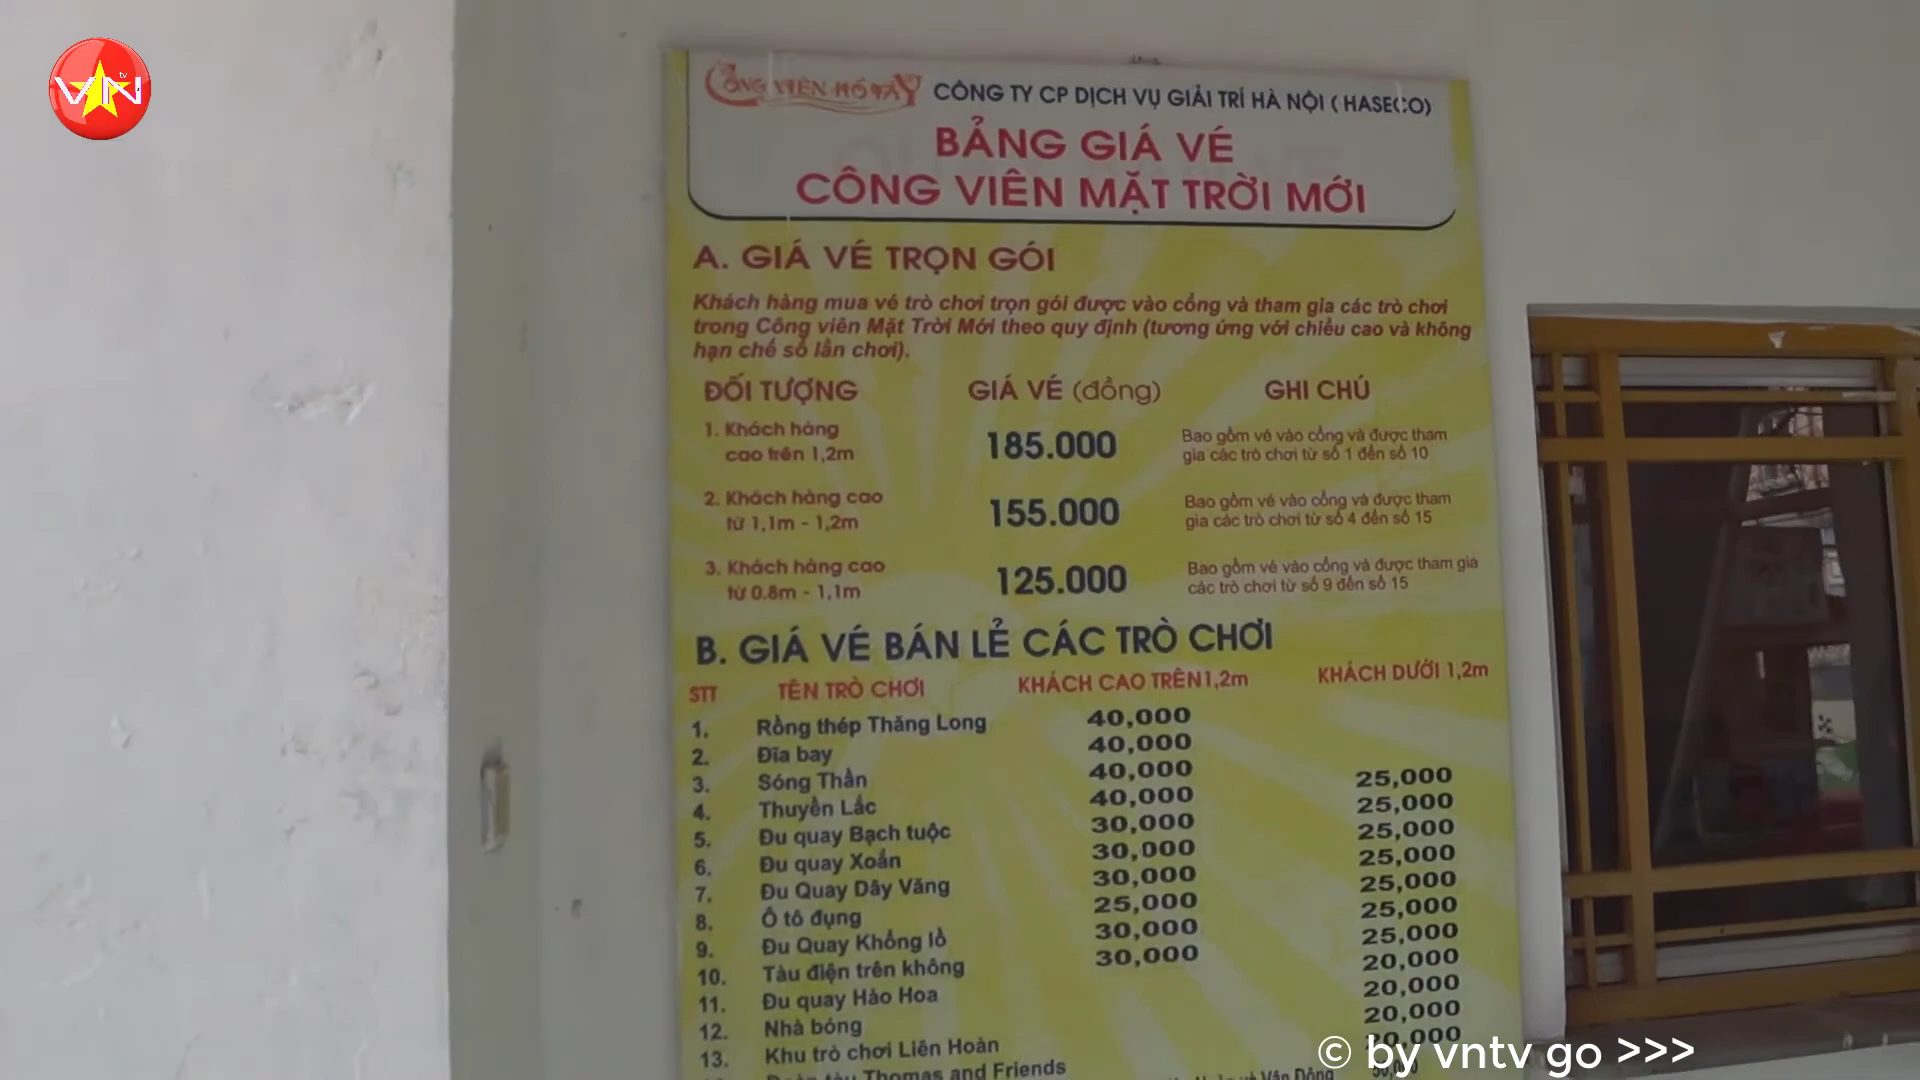 VN tv
CÔNG VIÊN HỒ TÂY CÔNG TY CP DỊCH VỤ GIẢI TRÍ HÀ NỘI ( HASECO)
BẢNG GIÁ VÉ
CÔNG VIÊN MẶT TRỜI MỚI
A. GIÁ VÉ TRỌN GÓI
Khách hàng mua vé trò chơi trọn gói được vào cổng và tham gia các trò chơi
trong Công viên Mặt Trời Mới theo quy định (tương ứng với chiều cao và không
hạn chế số lần chơi).
ĐỐI TƯỢNG GIÁ VÉ (đồng) GHI CHÚ
1. Khách hàng
cao trên 1,2m
185.000
Bao gồm vé vào cổng và được tham
gia các trò chơi từ số 1 đến số 10
2. Khách hàng cao
từ 1,1m - 1,2m
155.000
Bao gồm vé vào cổng và được tham
gia các trò chơi từ số 4 đến số 15
3. Khách hàng cao
từ 0.8m - 1,1m
125.000
Bao gồm vé vào cổng và được tham gia
các trò chơi từ số 9 đến số 15
B. GIÁ VÉ BÁN LẺ CÁC TRÒ CHƠI
STT TÊN TRÒ CHƠI KHÁCH CAO TRÊN1,2m KHÁCH DƯỚI 1,2m
1. Rồng thép Thăng Long 40,000
2. Đĩa bay 40,000
3. Sóng Thần 40,000
4. Thuyền Lắc 40,000 25,000
5. Đu quay Bạch tuộc 30,000 25,000
6. Đu quay Xoắn 30,000 25,000
7. Đu Quay Dây Văng 30,000 25,000
8. Ô tô đụng 25,000 25,000
9. Đu Quay Khổng lồ 30,000 25,000
10. Tàu điện trên không 30,000 25,000
11. Đu quay Hảo Hoa 20,000
12. Nhà bóng 20,000
13. Khu trò chơi Liên Hoàn 20,000
Thomas and Friends
© by vntv go >>>